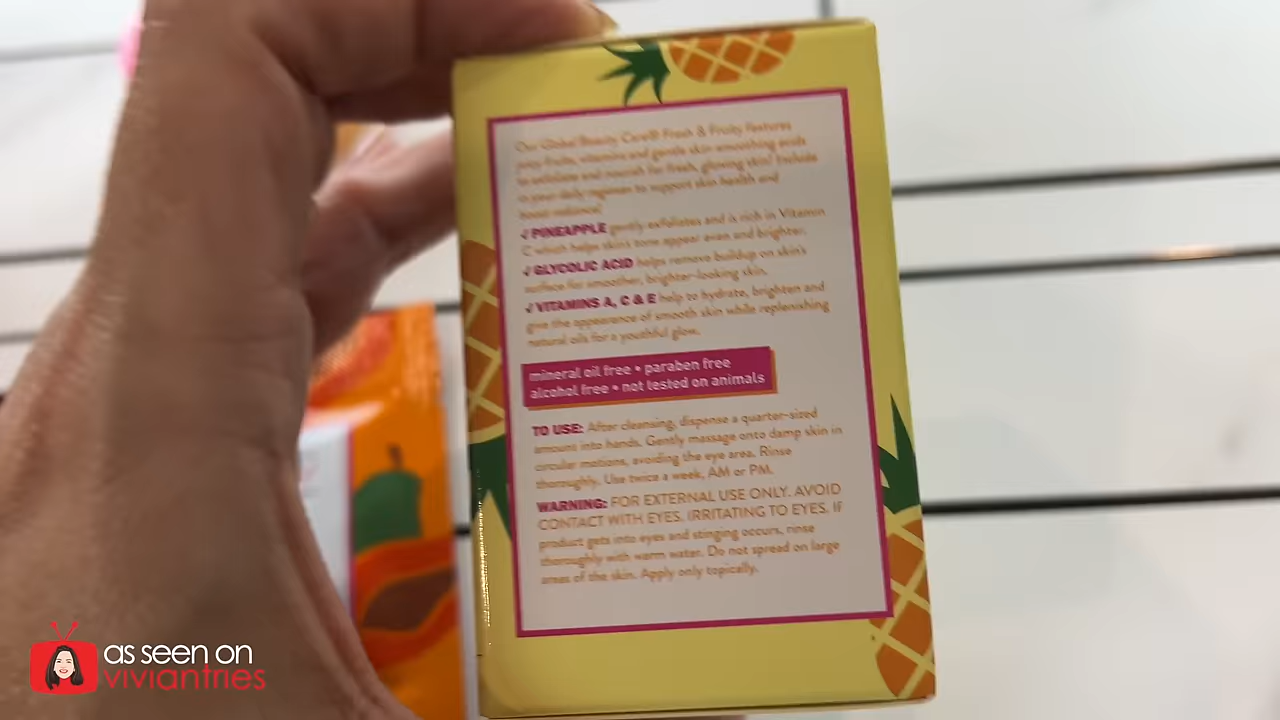 Our Global Beauty Care® Fresh & Fruity features
juicy fruits, vitamins and gentle skin-smoothing acids
to exfoliate and nourish for fresh, glowing skin! Include
in your daily regimen to support skin health and
boost radiance!
√ PINEAPPLE gently exfoliates and is rich in Vitamin
C which helps skin's tone appear even and brighter.
√ GLYCOLIC ACID helps remove buildup on skin's
surface for smoother, brighter-looking skin.
√ VITAMINS A, C & E help to hydrate, brighten and
give the appearance of smooth skin while replenishing
natural oils for a youthful glow.
mineral oil free • paraben free
alcohol free • not tested on animals
TO USE: After cleansing, dispense a quarter-sized
amount into hands. Gently massage onto damp skin in
circular motions, avoiding the eye area. Rinse
thoroughly. Use twice a week, AM or PM.
WARNING: FOR EXTERNAL USE ONLY. AVOID
CONTACT WITH EYES. IRRITATING TO EYES. IF
product gets into eyes and stinging occurs, rinse
thoroughly with warm water. Do not spread on large
areas of the skin. Apply only topically.
as seen on
viviantries